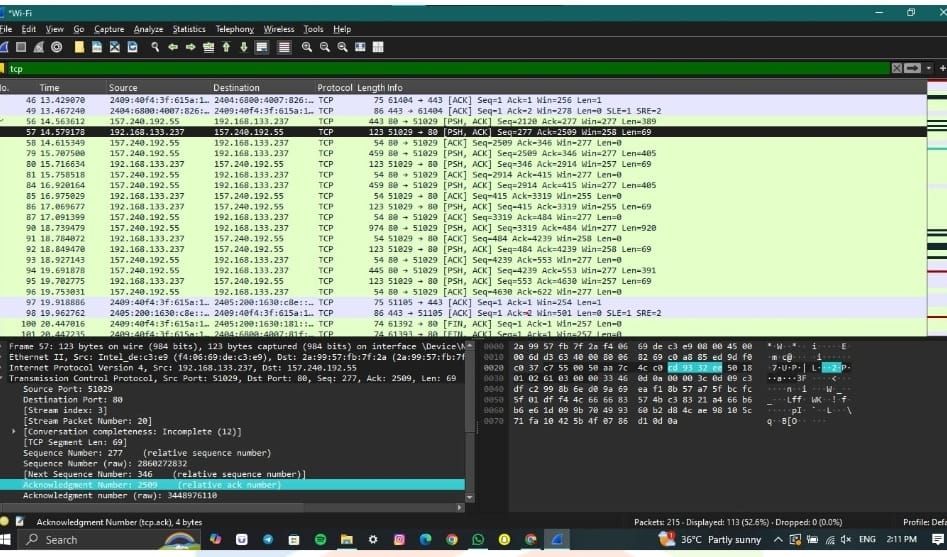 *Wi-Fi
File Edit View Go Capture Analyze Statistics Telephony Wireless Tools Help
tcp
No. Time Source Destination Protocol Length Info
46 13.429070 2409:40f4:3f:615a:1… 2404:6800:4007:826:… TCP 75 61404 → 443 [ACK] Seq=1 Ack=1 Win=256 Len=1
49 13.467240 2404:6800:4007:826:… 2409:40f4:3f:615a:1… TCP 86 443 → 61404 [ACK] Seq=1 Ack=2 Win=278 Len=0 SLE=1 SRE=2
56 14.563612 157.240.192.55 192.168.133.237 TCP 443 80 → 51029 [PSH, ACK] Seq=2120 Ack=277 Win=277 Len=389
57 14.579178 192.168.133.237 157.240.192.55 TCP 123 51029 → 80 [PSH, ACK] Seq=277 Ack=2509 Win=258 Len=69
58 14.615349 157.240.192.55 192.168.133.237 TCP 54 80 → 51029 [ACK] Seq=2509 Ack=346 Win=277 Len=0
79 15.707500 157.240.192.55 192.168.133.237 TCP 459 80 → 51029 [PSH, ACK] Seq=2509 Ack=346 Win=277 Len=405
80 15.716634 192.168.133.237 157.240.192.55 TCP 123 51029 → 80 [PSH, ACK] Seq=346 Ack=2914 Win=257 Len=69
81 15.758518 157.240.192.55 192.168.133.237 TCP 54 80 → 51029 [ACK] Seq=2914 Ack=415 Win=277 Len=0
84 16.920164 157.240.192.55 192.168.133.237 TCP 459 80 → 51029 [PSH, ACK] Seq=2914 Ack=415 Win=277 Len=405
85 16.975029 192.168.133.237 157.240.192.55 TCP 54 51029 → 80 [ACK] Seq=415 Ack=3319 Win=255 Len=0
86 17.069677 192.168.133.237 157.240.192.55 TCP 123 51029 → 80 [PSH, ACK] Seq=415 Ack=3319 Win=255 Len=69
87 17.091399 157.240.192.55 192.168.133.237 TCP 54 80 → 51029 [ACK] Seq=3319 Ack=484 Win=277 Len=0
90 18.739479 157.240.192.55 192.168.133.237 TCP 974 80 → 51029 [PSH, ACK] Seq=3319 Ack=484 Win=277 Len=920
91 18.784072 192.168.133.237 157.240.192.55 TCP 54 51029 → 80 [ACK] Seq=484 Ack=4239 Win=258 Len=0
92 18.849470 192.168.133.237 157.240.192.55 TCP 123 51029 → 80 [PSH, ACK] Seq=484 Ack=4239 Win=258 Len=69
93 18.927143 157.240.192.55 192.168.133.237 TCP 54 80 → 51029 [ACK] Seq=4239 Ack=553 Win=277 Len=0
94 19.691878 157.240.192.55 192.168.133.237 TCP 445 80 → 51029 [PSH, ACK] Seq=4239 Ack=553 Win=277 Len=391
95 19.702775 192.168.133.237 157.240.192.55 TCP 123 51029 → 80 [PSH, ACK] Seq=553 Ack=4630 Win=257 Len=69
96 19.753031 157.240.192.55 192.168.133.237 TCP 54 80 → 51029 [ACK] Seq=4630 Ack=622 Win=277 Len=0
97 19.918886 2409:40f4:3f:615a:1… 2405:200:1630:c8e::… TCP 75 51105 → 443 [ACK] Seq=1 Ack=1 Win=254 Len=1
98 19.962762 2405:200:1630:c8e::… 2409:40f4:3f:615a:1… TCP 86 443 → 51105 [ACK] Seq=1 Ack=2 Win=501 Len=0 SLE=1 SRE=2
100 20.447016 2409:40f4:3f:615a:1… 2405:200:1630:181::… TCP 74 61392 → 80 [FIN, ACK] Seq=1 Ack=1 Win=257 Len=0
101 20.447235 2409:40f4:3f:615a:1… 2404:6800:4007:81f:… TCP 74 61393 → 80 [FIN, ACK] Seq=1 Ack=1 Win=257 Len=0
Frame 57: 123 bytes on wire (984 bits), 123 bytes captured (984 bits) on interface \Device\N
Ethernet II, Src: Intel_de:c3:e9 (f4:06:69:de:c3:e9), Dst: 2a:99:57:fb:7f:2a (2a:99:57:fb:7f
Internet Protocol Version 4, Src: 192.168.133.237, Dst: 157.240.192.55
Transmission Control Protocol, Src Port: 51029, Dst Port: 80, Seq: 277, Ack: 2509, Len: 69
Source Port: 51029
Destination Port: 80
[Stream index: 3]
[Stream Packet Number: 20]
[Conversation completeness: Incomplete (12)]
[TCP Segment Len: 69]
Sequence Number: 277 (relative sequence number)
Sequence Number (raw): 2860272832
[Next Sequence Number: 346 (relative sequence number)]
Acknowledgment Number: 2509 (relative ack number)
Acknowledgment number (raw): 3448976110
0000 2a 99 57 fb 7f 2a f4 06 69 de c3 e9 08 00 45 00
0010 00 6d d3 63 40 00 80 06 82 69 c0 a8 85 ed 9d f0
0020 c0 37 c7 55 00 50 aa 7c 4c c0 cd 93 32 ee 50 18
0030 01 02 61 03 00 00 33 46 0d 0a 00 00 3c 0d 09 c3
0040 df c2 99 8b 6e d0 9a 69 ea f1 8b 57 a7 5f bc fc
0050 5f 01 df f4 4c 66 66 83 57 4b c3 83 21 a4 66 b6
0060 b6 e6 1d 09 9b 70 49 93 60 b2 d8 4c ae 98 10 5c
0070 71 fa 10 42 5b 4f 07 86 d1 0d 0a
Acknowledgment Number (tcp.ack), 4 bytes
Packets: 215 · Displayed: 113 (52.6%) · Dropped: 0 (0.0%)
Profile: Defa
Search
36°C Partly sunny
ENG
2:11 PM